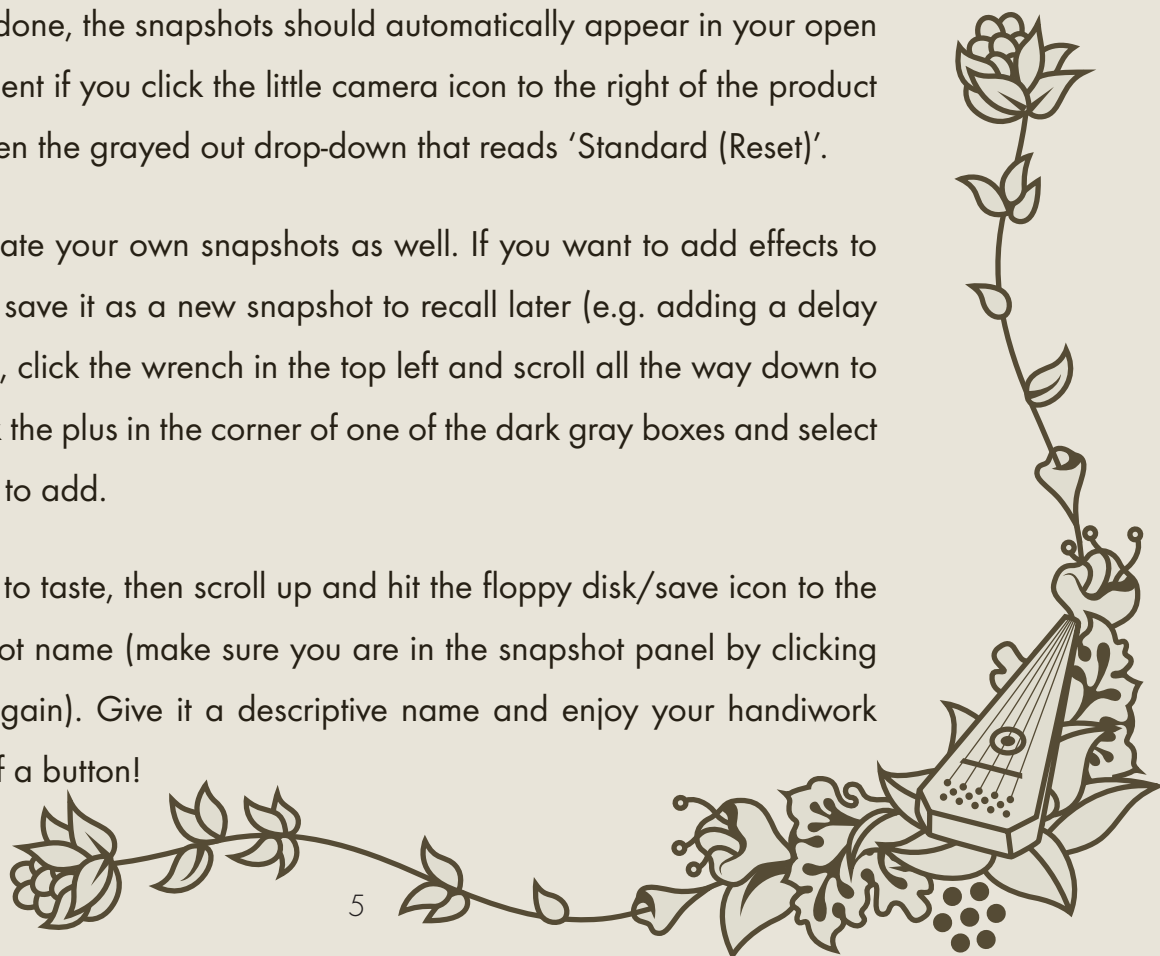 done, the snapshots should automatically appear in your open
ent if you click the little camera icon to the right of the product
en the grayed out drop-down that reads ‘Standard (Reset)’.
ate your own snapshots as well. If you want to add effects to
save it as a new snapshot to recall later (e.g. adding a delay
, click the wrench in the top left and scroll all the way down to
the plus in the corner of one of the dark gray boxes and select
to add.
to taste, then scroll up and hit the floppy disk/save icon to the
ot name (make sure you are in the snapshot panel by clicking
gain). Give it a descriptive name and enjoy your handiwork
f a button!
5